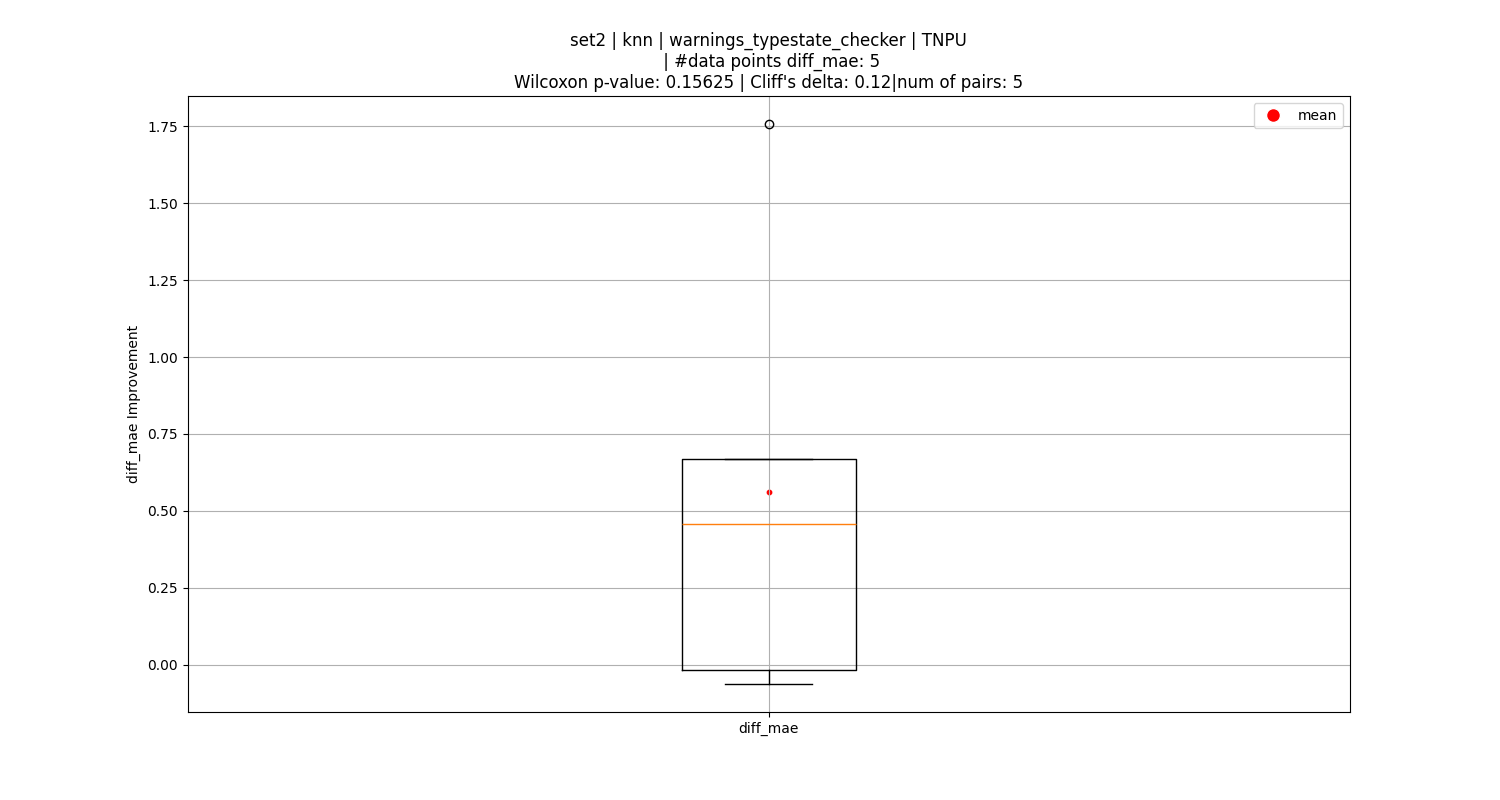 set2 | knn | warnings_typestate_checker | TNPU
| #data points diff_mae: 5
Wilcoxon p-value: 0.15625 | Cliff's delta: 0.12|num of pairs: 5
mean
1.75
1.50
1.25
1.00
0.75
0.50
0.25
0.00
diff_mae Improvement
diff_mae